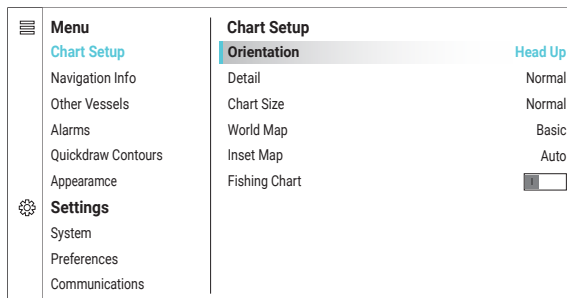 Menu
Chart Setup
Navigation Info
Other Vessels
Alarms
Quickdraw Contours
Appearamce
Settings
System
Preferences
Communications
Chart Setup
Orientation Head Up
Detail Normal
Chart Size Normal
World Map Basic
Inset Map Auto
Fishing Chart